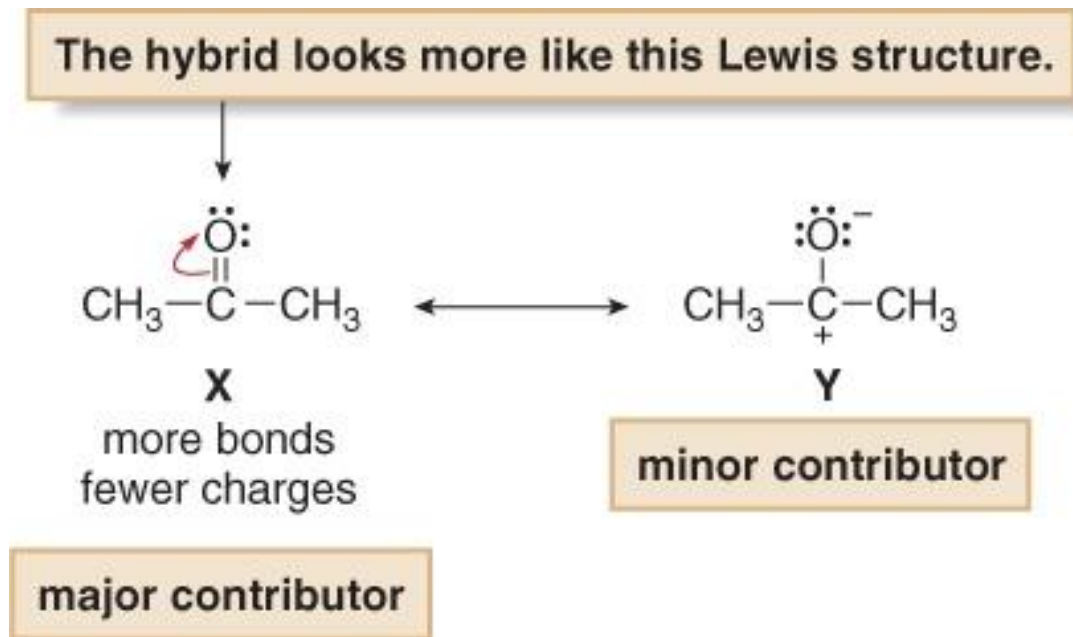 The hybrid looks more like this Lewis structure.
Ö: :Ö:⁻
CH₃—C—CH₃ CH₃—C—CH₃
+
X Y
more bonds
fewer charges
minor contributor
major contributor